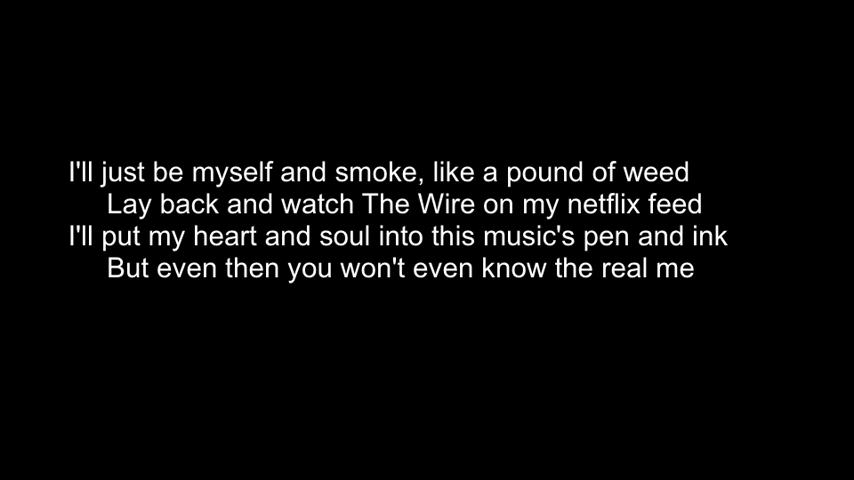 I'll just be myself and smoke, like a pound of weed
Lay back and watch The Wire on my netflix feed
I'll put my heart and soul into this music's pen and ink
But even then you won't even know the real me